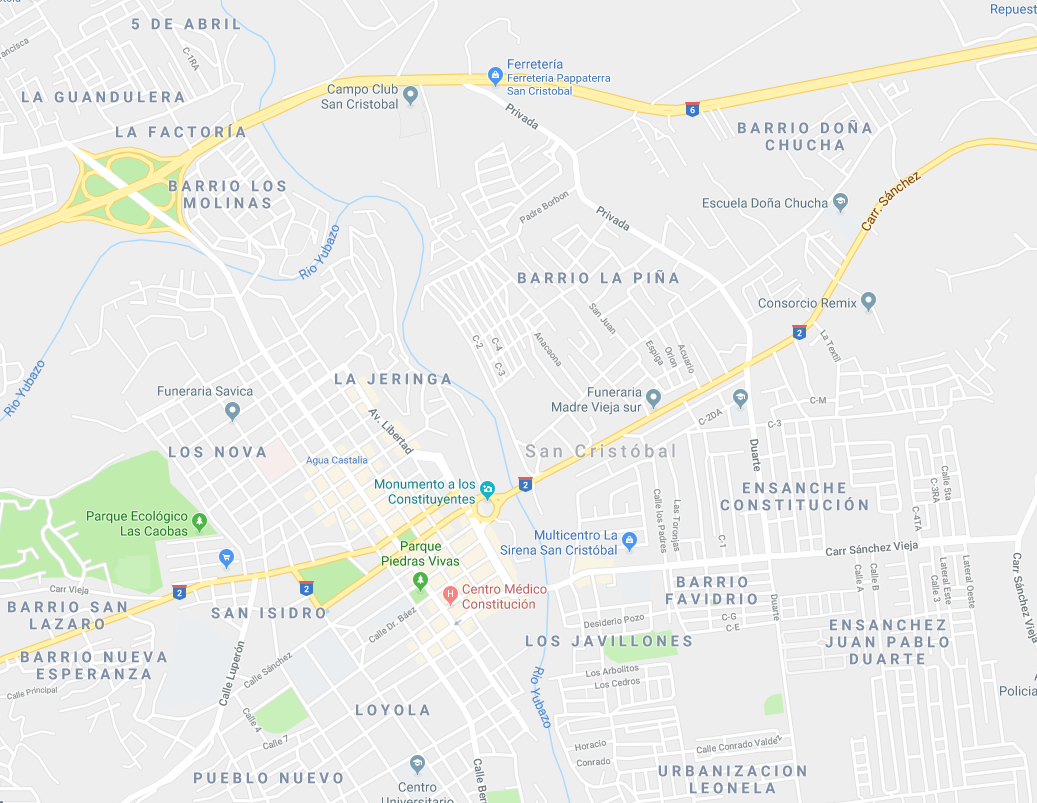 Repuest
5 DE ABRIL
C-1RA
LA GUANDULERA
Ferretería
Ferreteria Pappaterra
San Cristobal
Campo Club
San Cristobal
6
Privada
LA FACTORÍA
BARRIO DOÑA
CHUCHA
BARRIO LOS
MOLINAS
Padre Borbon
Privada
Escuela Doña Chucha
Carr. Sánchez
Rio Yubazo
BARRIO LA PIÑA
Consorcio Remix
San Juan
2
La Textil
C-2
C-4
C-3
Anacaona
Espiga
Orion
Acuario
Rio Yubazo
LA JERINGA
Funeraria Savica
Funeraria
Madre Vieja sur
C-M
C-2DA
C-3
Av. Libertad
LOS NOVA
Agua Castalia
San Cristóbal
Duarte
Monumento a los
Constituyentes
2
ENSANCHE
CONSTITUCIÓN
Calle 5ta
C-3RA
C-4TA
Calle los Padres
Las Toronjas
C-1
Parque Ecológico
Las Caobas
Multicentro La
Sirena San Cristóbal
Parque
Piedras Vivas
Carr Sánchez Vieja
Carr Sánchez Vieja
Calle A
Calle B
Calle 3
Lateral Este
Lateral Oeste
Carr Vieja
2
2
H
Centro Médico
Constitución
BARRIO
FAVIDRIO
BARRIO SAN
LAZARO
SAN ISIDRO
Calle Dr. Báez
Desiderio Pozo
C-G
C-E
Duarte
ENSANCHEZ
JUAN PABLO
DUARTE
LOS JAVILLONES
BARRIO NUEVA
ESPERANZA
Calle Luperón
Calle Sánchez
Los Arbolitos
Los Cedros
Calle Principal
Rio Yubazo
Policia
LOYOLA
Calle 4
Calle 7
Horacio
Conrado
Calle Conrado Valdez
PUEBLO NUEVO
Calle Ber
Centro
Universitario
URBANIZACION
LEONELA